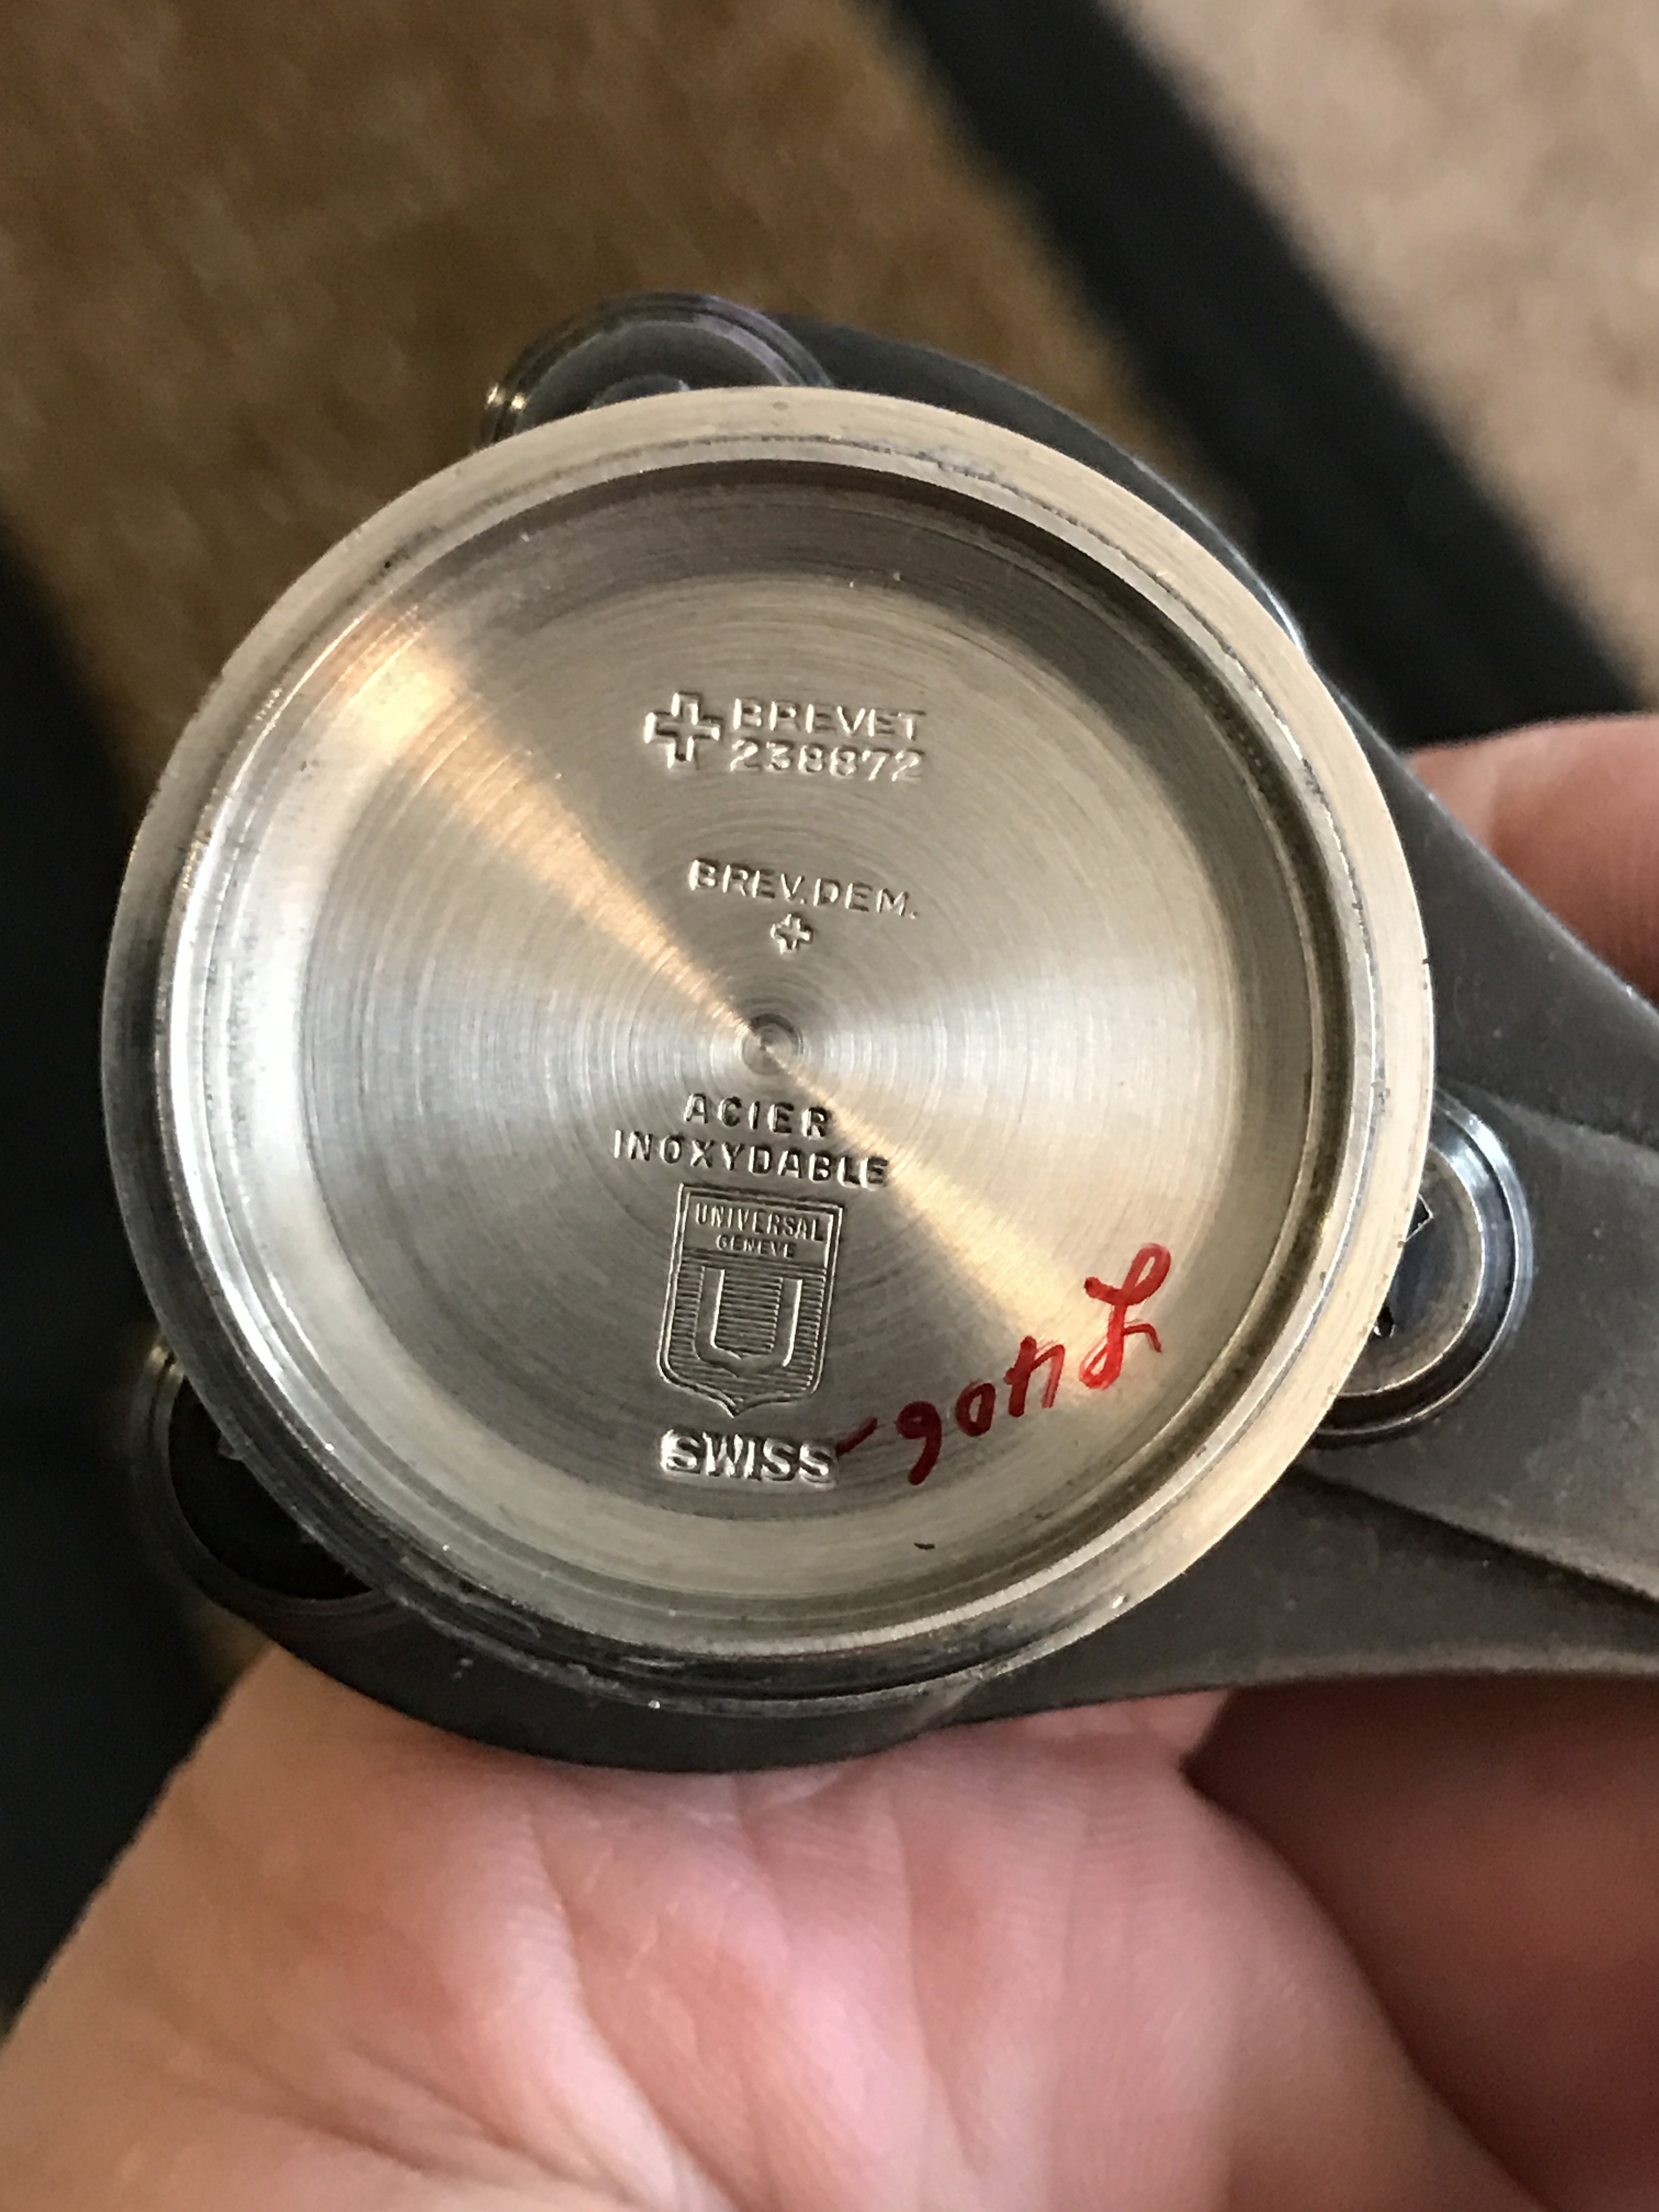 BREVET
238872
BREV.DEM.
ACIER
INOXYDABLE
UNIVERSAL
GENEVE
U
SWISS